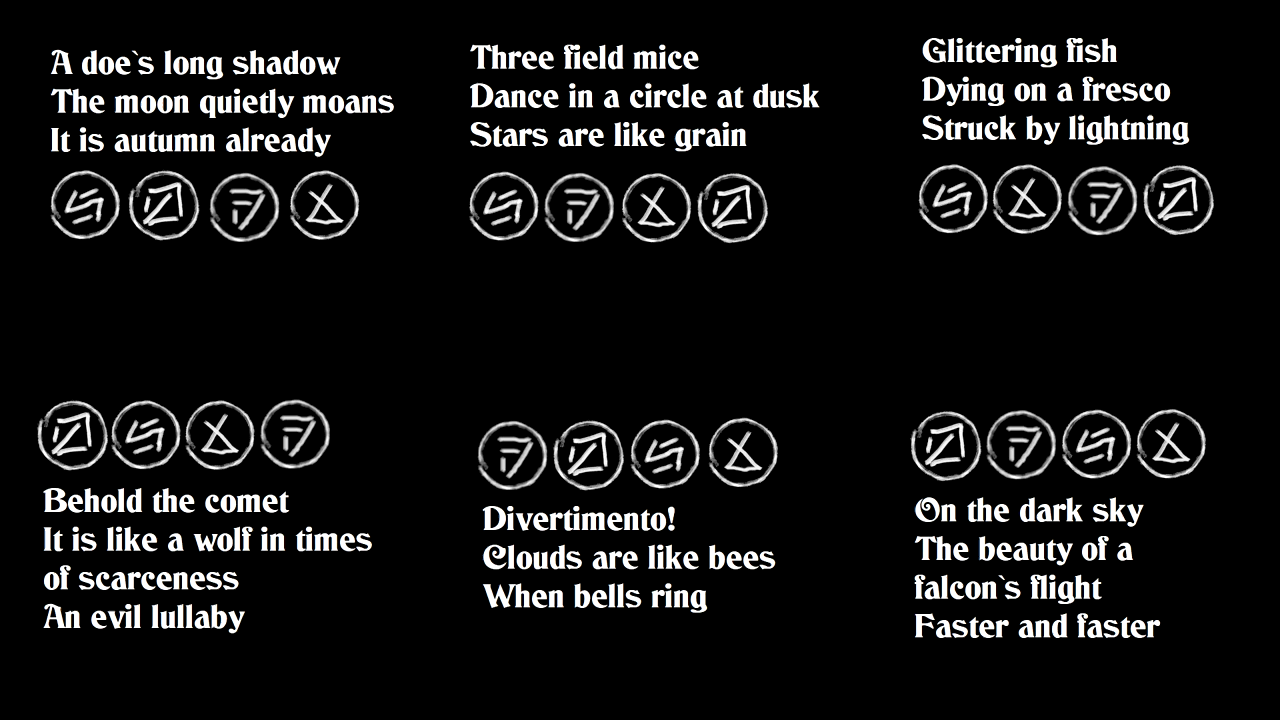 A doe`s long shadow
The moon quietly moans
It is autumn already
Three field mice
Dance in a circle at dusk
Stars are like grain
Glittering fish
Dying on a fresco
Struck by lightning
Behold the comet
It is like a wolf in times
of scarceness
An evil lullaby
Divertimento!
Clouds are like bees
When bells ring
On the dark sky
The beauty of a
falcon`s flight
Faster and faster